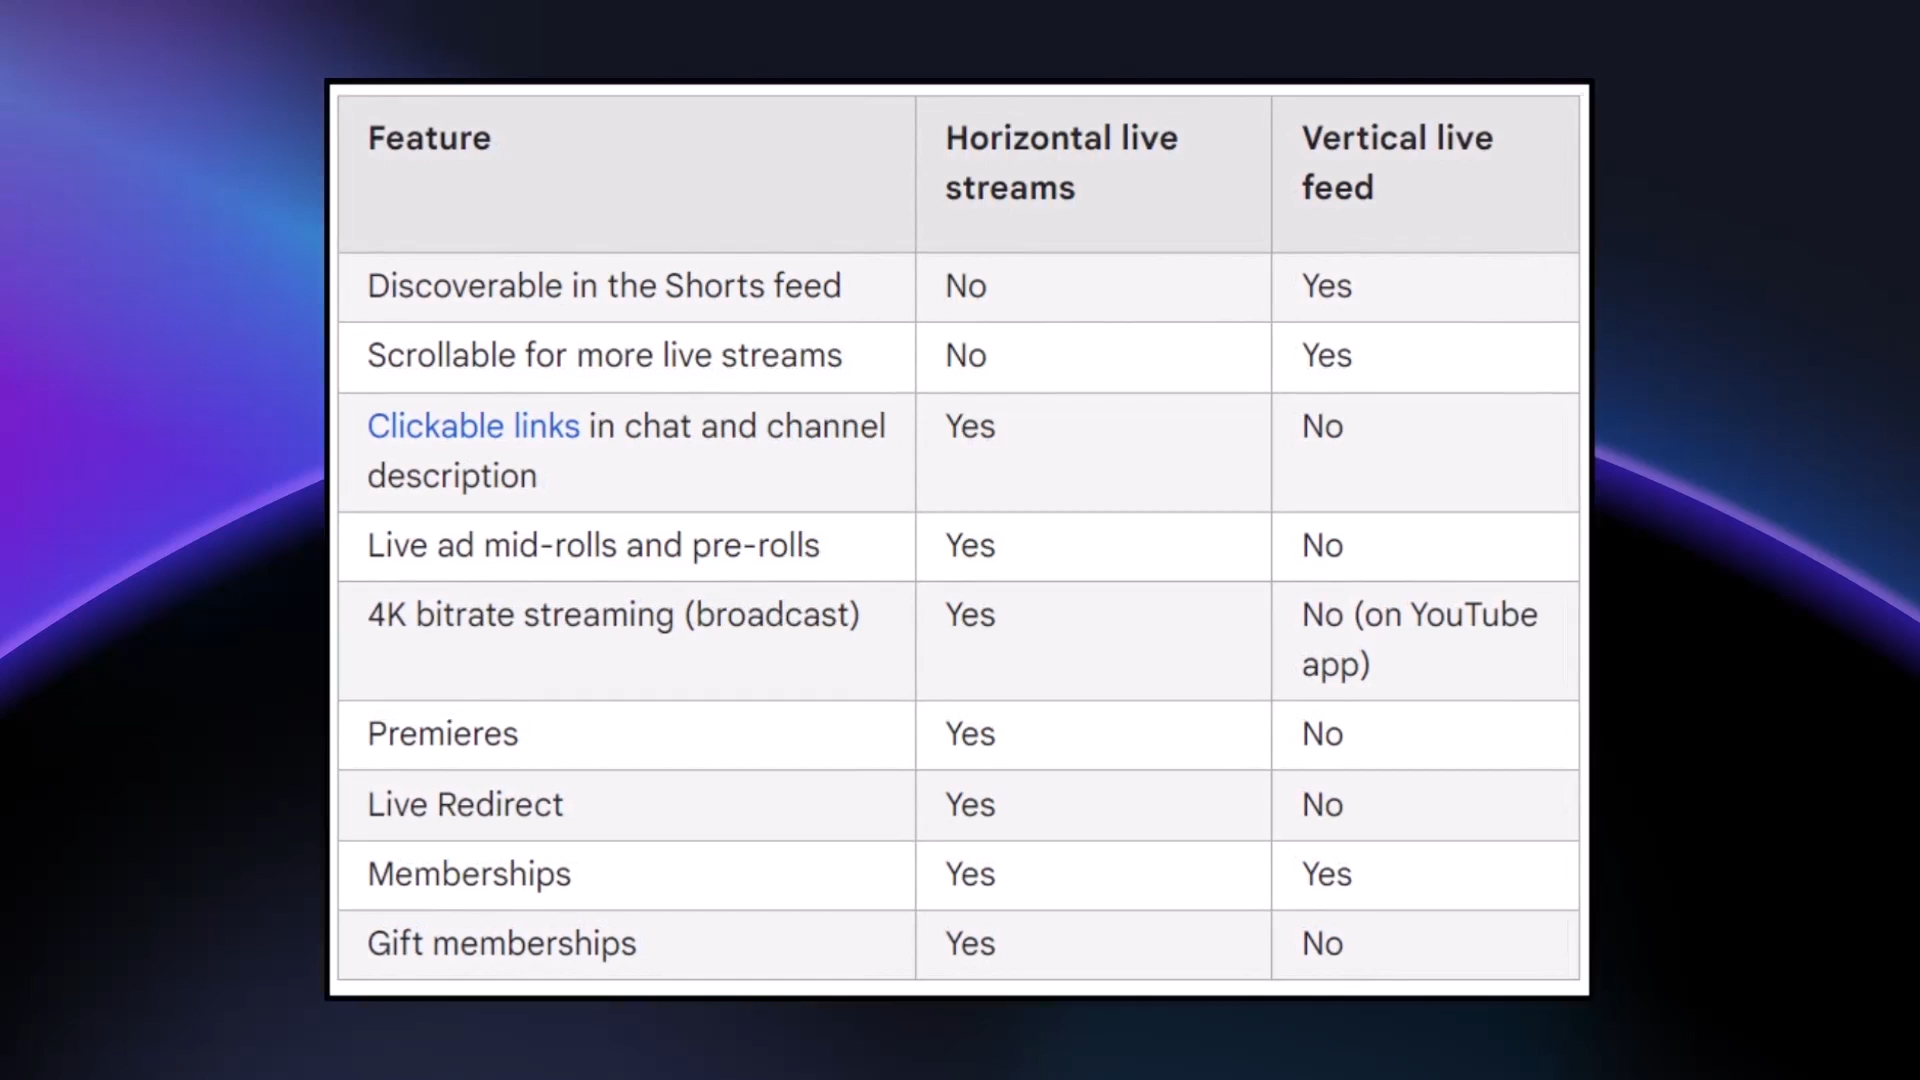 Feature
Horizontal live
streams
Vertical live
feed
Discoverable in the Shorts feed
No
Yes
Scrollable for more live streams
No
Yes
Clickable links in chat and channel
description
Yes
No
Live ad mid-rolls and pre-rolls
Yes
No
4K bitrate streaming (broadcast)
Yes
No (on YouTube
app)
Premieres
Yes
No
Live Redirect
Yes
No
Memberships
Yes
Yes
Gift memberships
Yes
No